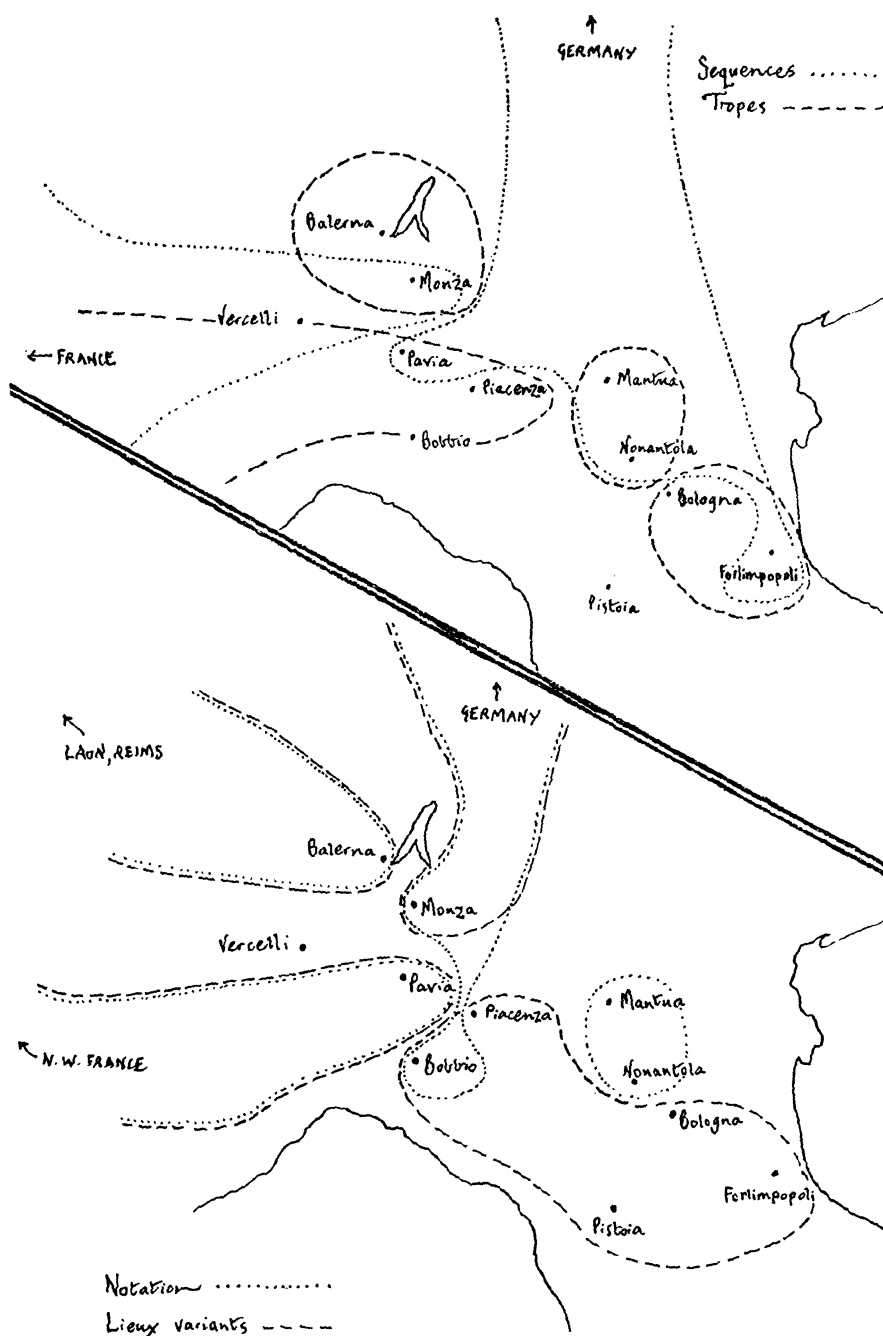 ↑
GERMANY
Sequences ........
Tropes -----
Balerna
Monza
Vercelli
← FRANCE
Pavia
Mantua
Piacenza
Bobbio
Nonantola
Bologna
Forlimpopoli
Pistoia
↑
GERMANY
LAON, REIMS
Balerna
Monza
Vercelli
Pavia
Mantua
Piacenza
N.W. FRANCE
Bobbio
Nonantola
Bologna
Forlimpopoli
Pistoia
Notation ........
Lieux variants ----